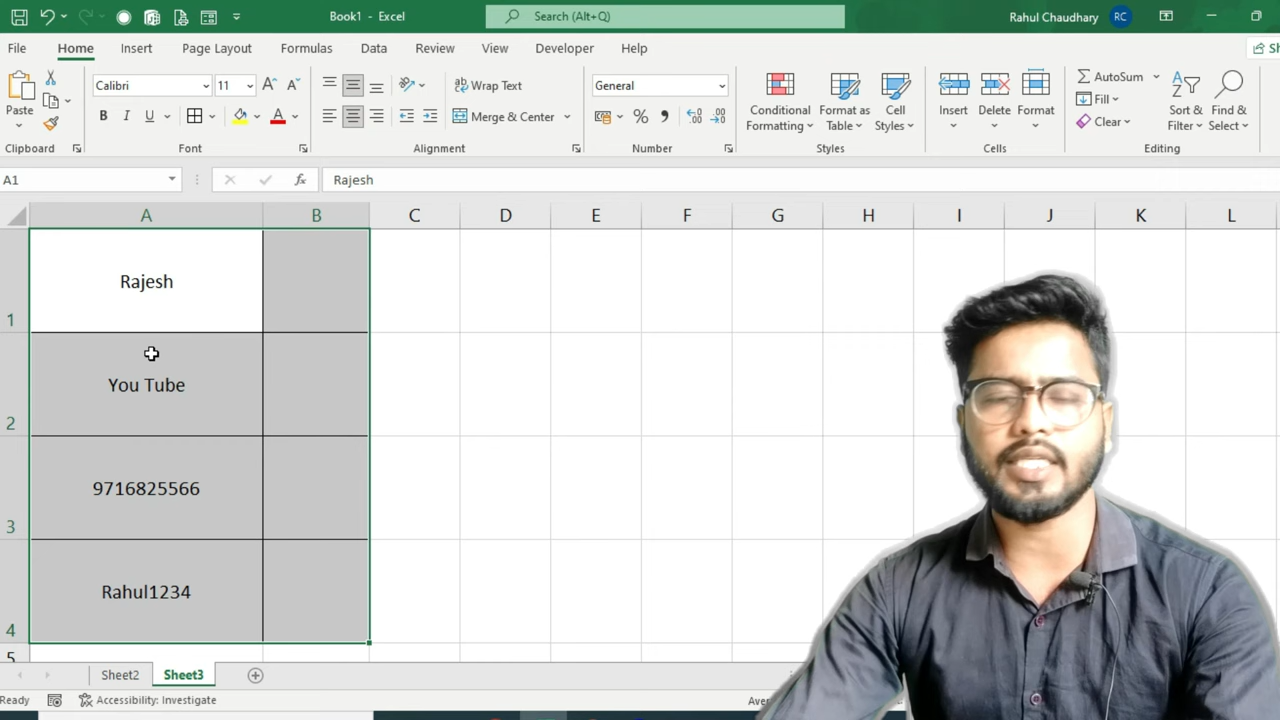 Book1 - Excel
Search (Alt+Q)
Rahul Chaudhary
RC
File Home Insert Page Layout Formulas Data Review View Developer Help
Paste
Calibri 11
Wrap Text
General
Conditional Formatting
Format as Table
Cell Styles
Insert
Delete
Format
AutoSum
Fill
Clear
Sort & Filter
Find & Select
B I U
A
Merge & Center
Clipboard
Font
Alignment
Number
Styles
Cells
Editing
A1
fx
Rajesh
A B C D E F G H I J K L
1 Rajesh
2 You Tube
3 9716825566
4 Rahul1234
5
Sheet2 Sheet3
Accessibility: Investigate